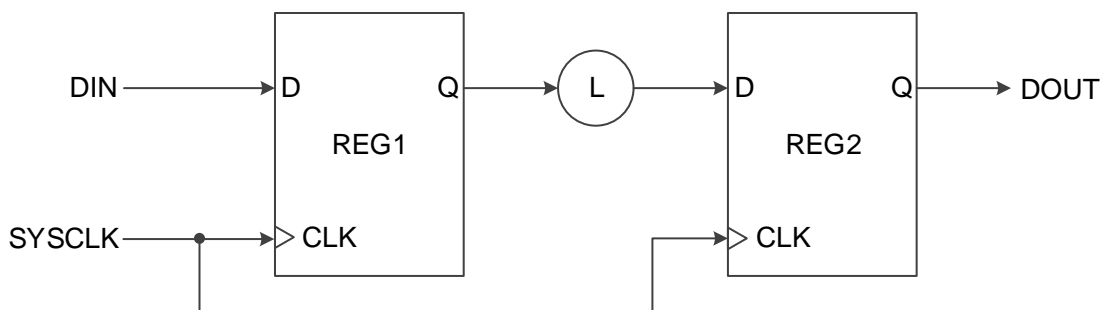 DIN D Q L D Q DOUT
REG1 REG2
SYSCLK CLK CLK